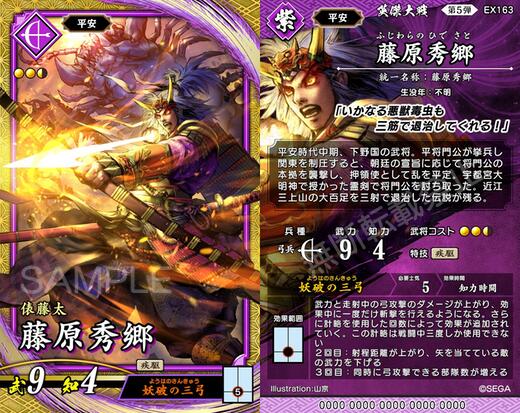 平安
SAMPLE
俵藤太
藤原秀郷
疾駆
武9 知4
ようはのさんきゅう
妖破の三弓
5
紫
平安
英傑大戦
第5弾
EX163
ふじわらの ひで さと
藤原秀郷
統一名称：藤原秀郷
生没年：不明
「いかなる悪獣毒虫も
三筋で退治してくれる！」
平安時代中期、下野国の武将。平将門公が挙兵し
関東を制圧すると、朝廷の宣旨に応じて将門公の
本拠を襲撃し、押領使として乱を平定。宇都宮大
明神で授かった霊剣で将門公を討ち取った。近江
三上山の大百足を三射で退治した伝説が残る。
兵種 武力 知力 武将コスト
弓兵 9 4 特技 疾駆
ようはのさんきゅう 必要士気 効果時間
妖破の三弓 5 知力時間
効果範囲
武力と走射中の弓攻撃のダメージが上がり、効果
中に一度だけ斬撃を行えるようになる。さら
に計略を使用した回数によって効果が追加され
ていく。この計略は戦闘中三度しか使用できな
い
2回目：射程距離が上がり、矢を当てている敵
の武力を下げる
3回目：同時に弓攻撃できる部隊数が増える
Illustration:山宗
©SEGA
0000 0000 0000 0000 0000